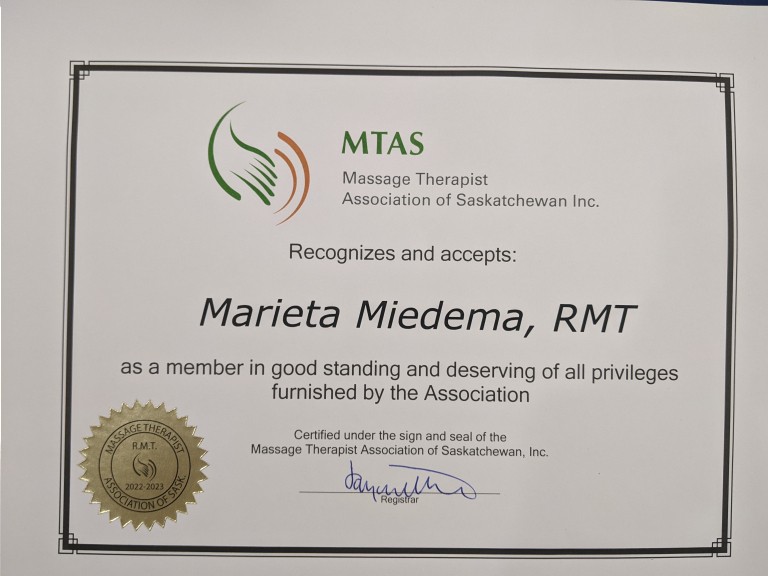 MTAS
Massage Therapist
Association of Saskatchewan Inc.
Recognizes and accepts:
Marieta Miedema, RMT
as a member in good standing and deserving of all privileges
furnished by the Association
Certified under the sign and seal of the
Massage Therapist Association of Saskatchewan, Inc.
Registrar
MASSAGE THERAPIST
R.M.T.
2022-2023
ASSOCIATION OF SASK.